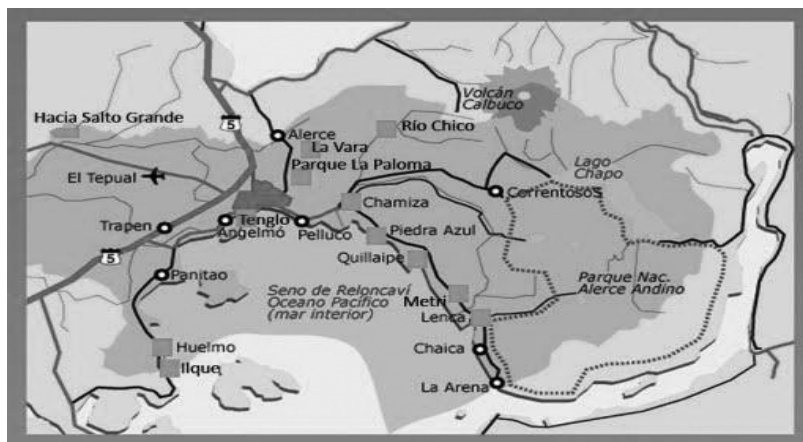 Volcán
Calbuco
Hacia Salto Grande
5
Alerce
Río Chico
La Vara
Parque La Paloma
El Tepual
Lago
Chapo
CorrentosoS
Chamiza
Trapen
Tenglo
Angelmó
Pelluco
Piedra Azul
5
Quillaipe
Panitao
Seno de Reloncaví
Oceano Pacífico
(mar interior)
Parque Nac.
Alerce Andino
Metri
Lenca
Huelmo
Chaica
Ilque
La Arena